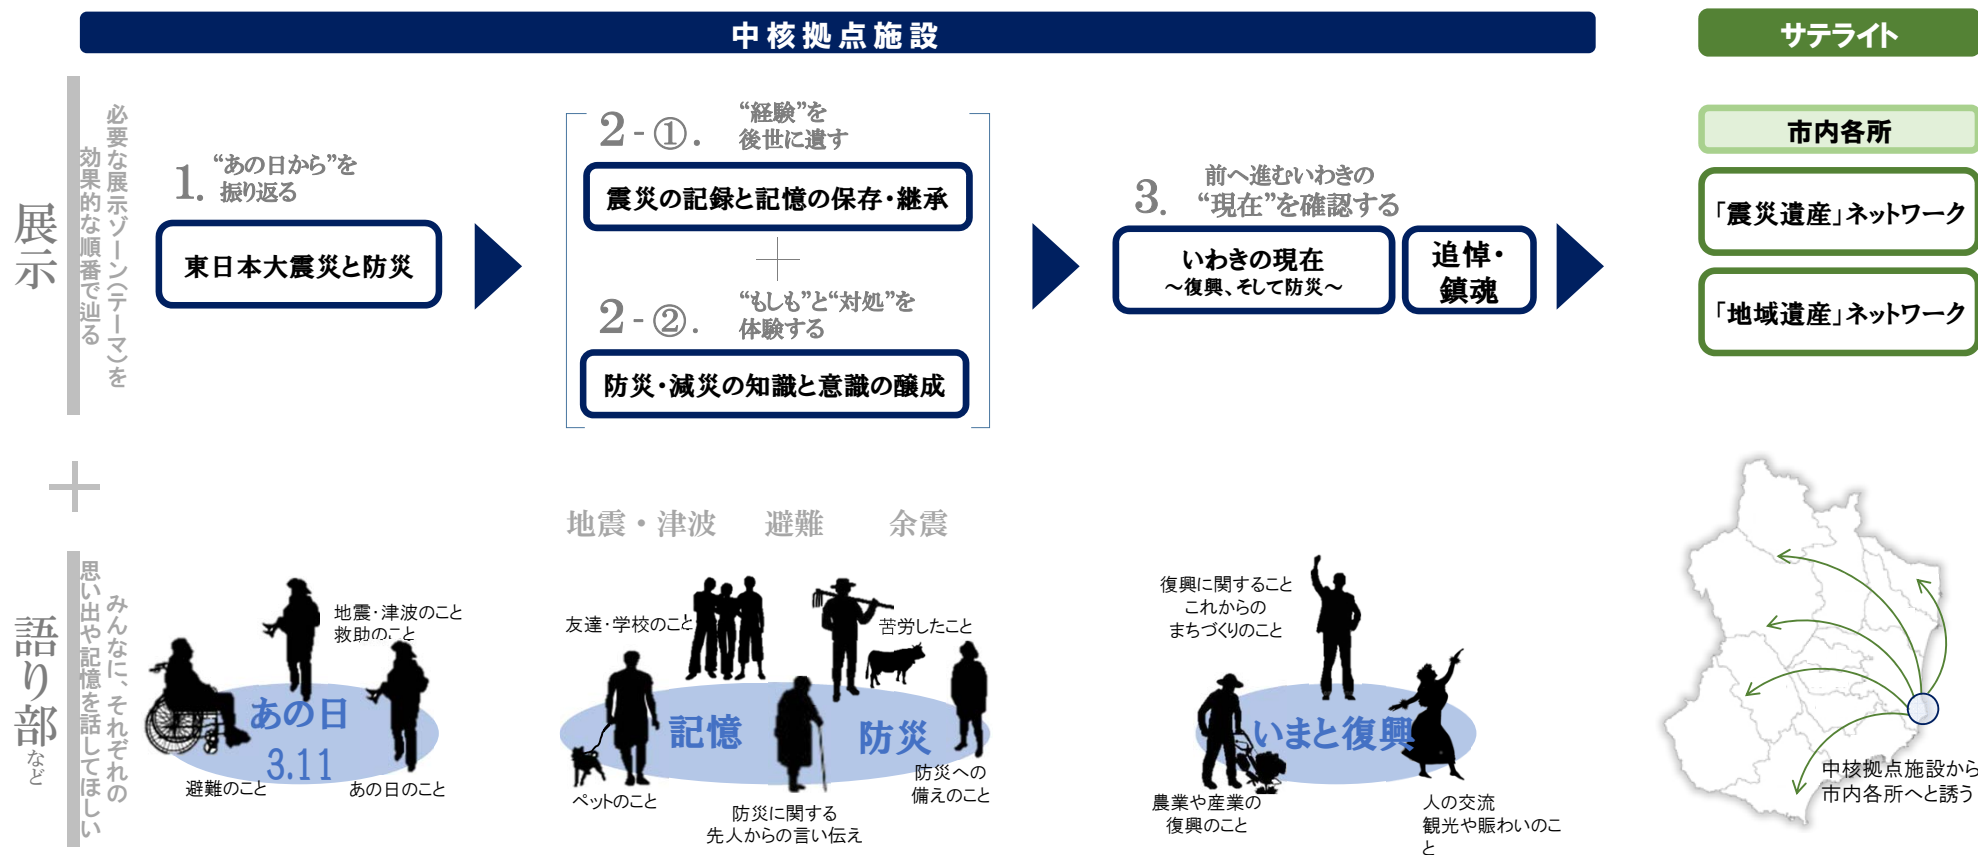 中核拠点施設
サテライト
展示
必要な展示ゾーン(テーマ)を
効果的な順番で辿る
1. “あの日から”を
振り返る
東日本大震災と防災
2-①. “経験”を
後世に遺す
震災の記録と記憶の保存・継承
2-②. “もしも”と“対処”を
体験する
防災・減災の知識と意識の醸成
3. 前へ進むいわきの
“現在”を確認する
いわきの現在
～復興、そして防災～
追悼・
鎮魂
市内各所
「震災遺産」ネットワーク
「地域遺産」ネットワーク
語り部など
みんなに、それぞれの
思い出や記憶を話してほしい
地震・津波のこと
救助のこと
あの日
3.11
避難のこと
あの日のこと
地震・津波 避難 余震
友達・学校のこと
苦労したこと
記憶
防災
ペットのこと
防災に関する
先人からの言い伝え
防災への
備えのこと
復興に関すること
これからの
まちづくりのこと
いまと復興
農業や産業の
復興のこと
人の交流
観光や賑わいのこ
と
中核拠点施設から
市内各所へと誘う